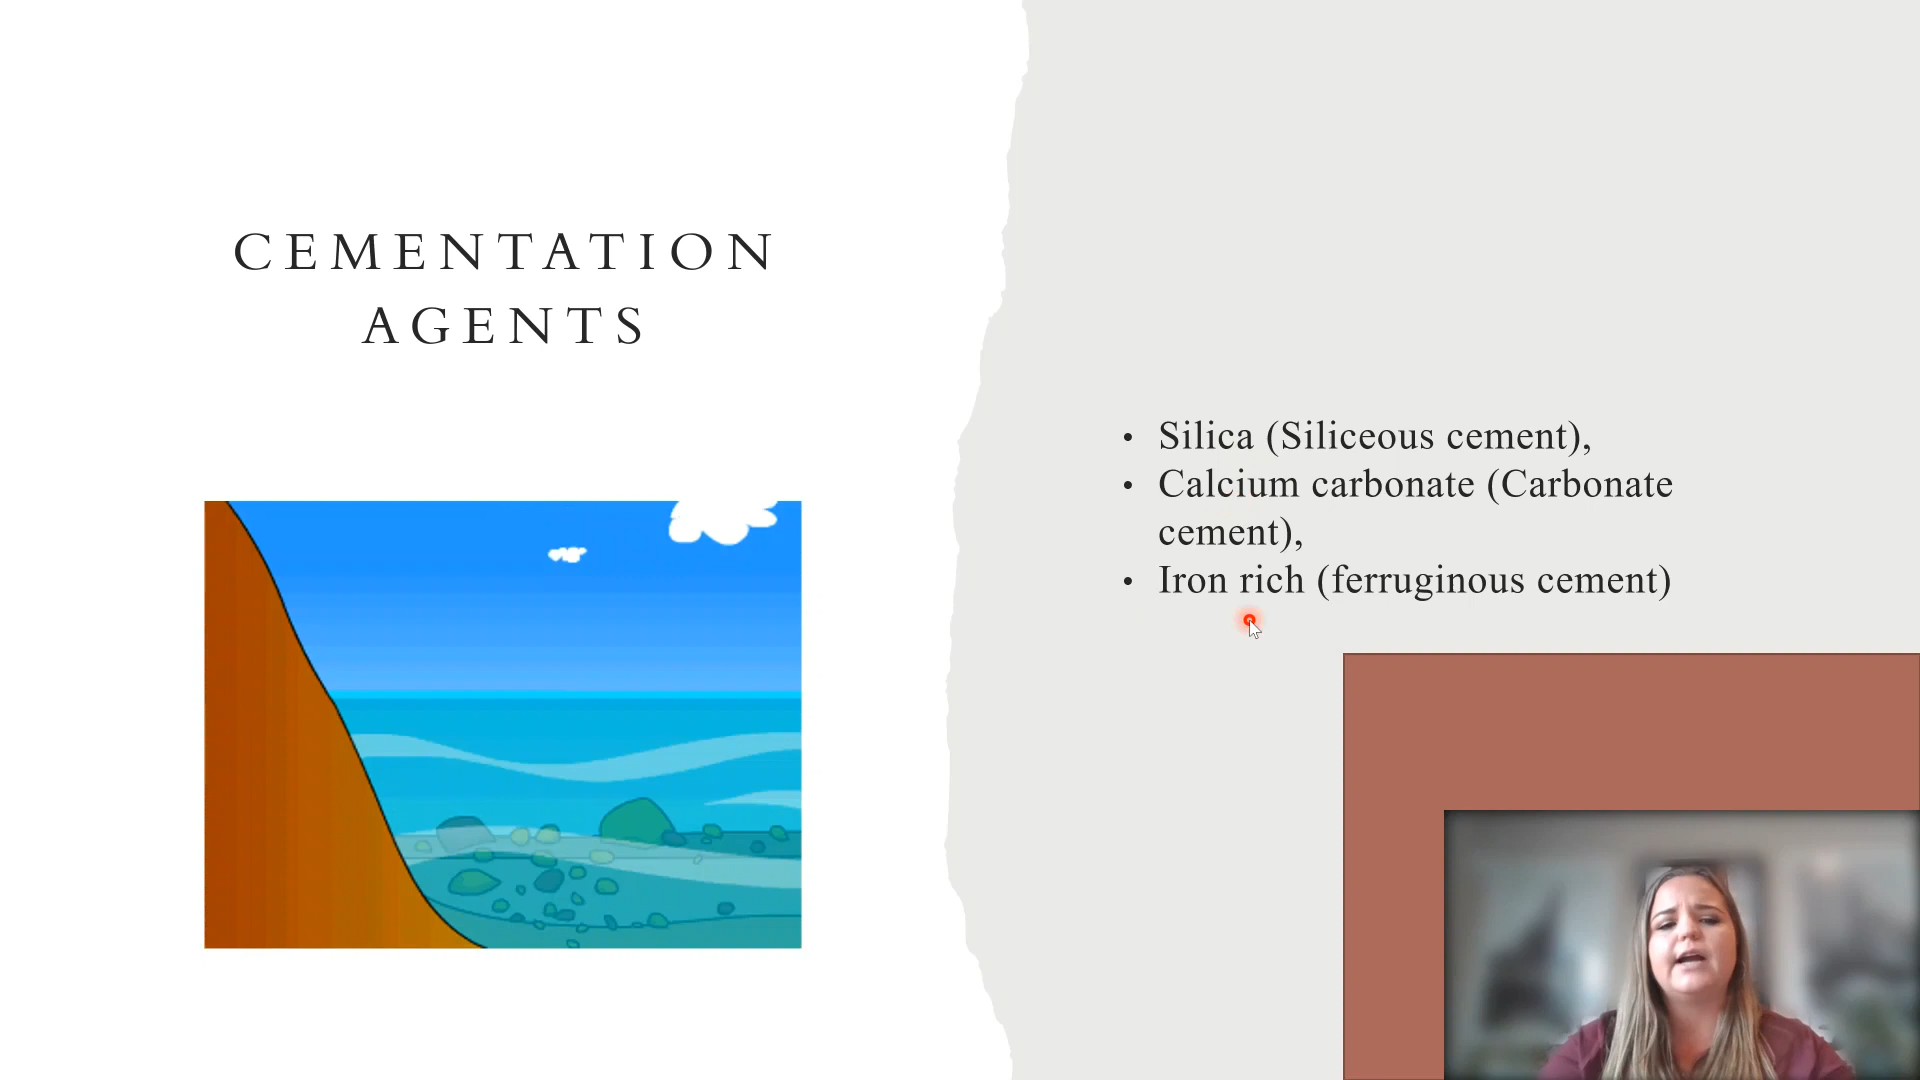 CEMENTATION
AGENTS
• Silica (Siliceous cement),
• Calcium carbonate (Carbonate
cement),
• Iron rich (ferruginous cement)